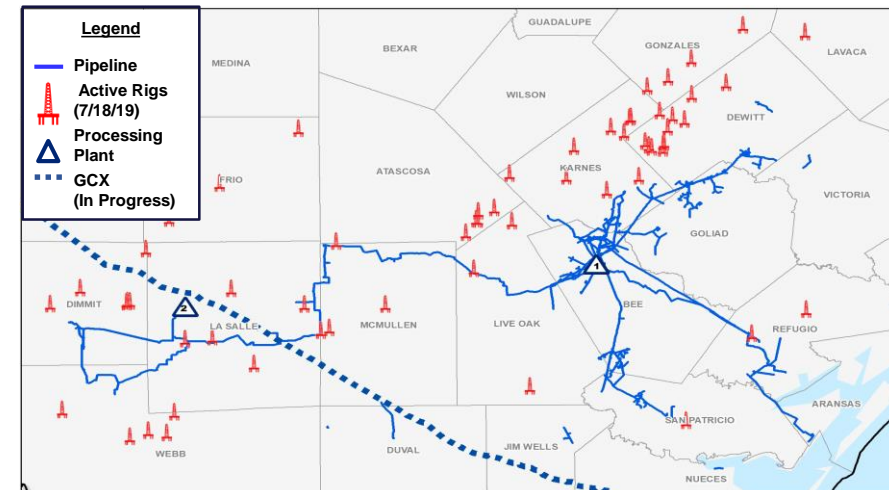 Legend
Pipeline
Active Rigs
(7/18/19)
Processing
Plant
GCX
(In Progress)
GUADALUPE
MEDINA
BEXAR
GONZALES
LAVACA
WILSON
DEWITT
ATASCOSA
KARNES
FRIO
VICTORIA
GOLIAD
1
DIMMIT
2
LA SALLE
MCMULLEN
LIVE OAK
BEE
REFUGIO
ARANSAS
SAN PATRICIO
WEBB
DUVAL
JIM WELLS
NUECES